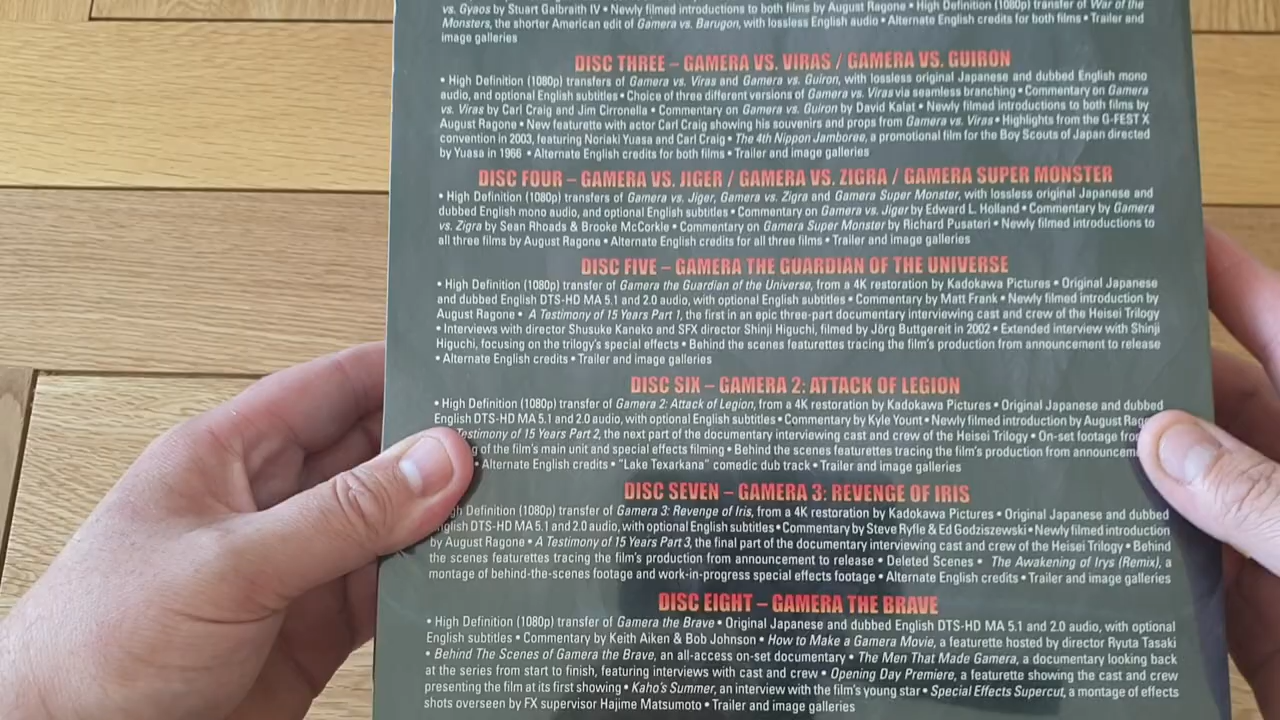 vs. Gyaos by Stuart Galbraith IV • Newly filmed introductions to both films by August Ragone • High Definition (1080p) transfer of War of the
Monsters, the shorter American edit of Gamera vs. Barugon, with lossless English audio • Alternate English credits for both films • Trailer and
image galleries
DISC THREE – GAMERA VS. VIRAS / GAMERA VS. GUIRON
• High Definition (1080p) transfers of Gamera vs. Viras and Gamera vs. Guiron, with lossless original Japanese and dubbed English mono
audio, and optional English subtitles • Choice of three different versions of Gamera vs. Viras via seamless branching • Commentary on Gamera
vs. Viras by Carl Craig and Jim Cirronella • Commentary on Gamera vs. Guiron by David Kalat • Newly filmed introductions to both films by
August Ragone • New featurette with actor Carl Craig showing his souvenirs and props from Gamera vs. Viras • Highlights from the G-FEST X
convention in 2003, featuring Noriaki Yuasa and Carl Craig • The 4th Nippon Jamboree, a promotional film for the Boy Scouts of Japan directed
by Yuasa in 1966 • Alternate English credits for both films • Trailer and image galleries
DISC FOUR – GAMERA VS. JIGER / GAMERA VS. ZIGRA / GAMERA SUPER MONSTER
• High Definition (1080p) transfers of Gamera vs. Jiger, Gamera vs. Zigra and Gamera Super Monster, with lossless original Japanese and
dubbed English mono audio, and optional English subtitles • Commentary on Gamera vs. Jiger by Edward L. Holland • Commentary by Gamera
vs. Zigra by Sean Rhoads & Brooke McCorkle • Commentary on Gamera Super Monster by Richard Pusateri • Newly filmed introductions to
all three films by August Ragone • Alternate English credits for all three films • Trailer and image galleries
DISC FIVE – GAMERA THE GUARDIAN OF THE UNIVERSE
• High Definition (1080p) transfer of Gamera the Guardian of the Universe, from a 4K restoration by Kadokawa Pictures • Original Japanese
and dubbed English DTS-HD MA 5.1 and 2.0 audio, with optional English subtitles • Commentary by Matt Frank • Newly filmed introduction by
August Ragone • A Testimony of 15 Years Part 1, the first in an epic three-part documentary interviewing cast and crew of the Heisei Trilogy
• Interviews with director Shusuke Kaneko and SFX director Shinji Higuchi, filmed by Jörg Buttgereit in 2002 • Extended interview with Shinji
Higuchi, focusing on the trilogy's special effects • Behind the scenes featurettes tracing the film's production from announcement to release
• Alternate English credits • Trailer and image galleries
DISC SIX – GAMERA 2: ATTACK OF LEGION
• High Definition (1080p) transfer of Gamera 2: Attack of Legion, from a 4K restoration by Kadokawa Pictures • Original Japanese and dubbed
English DTS-HD MA 5.1 and 2.0 audio, with optional English subtitles • Commentary by Kyle Yount • Newly filmed introduction by August
Testimony of 15 Years Part 2, the next part of the documentary interviewing cast and crew of the Heisei Trilogy • On-set footage
of the film's main unit and special effects filming • Behind the scenes featurettes tracing the film's production from
• Alternate English credits • "Lake Texarkana" comedic dub track • Trailer and image galleries
DISC SEVEN – GAMERA 3: REVENGE OF IRIS
Definition (1080p) transfer of Gamera 3: Revenge of Iris, from a 4K restoration by Kadokawa Pictures • Original Japanese and dubbed
English DTS-HD MA 5.1 and 2.0 audio, with optional English subtitles • Commentary by Steve Ryfle & Ed Godziszewski • Newly filmed introduction
by August Ragone • A Testimony of 15 Years Part 3, the final part of the documentary interviewing cast and crew of the Heisei Trilogy • Behind
the scenes featurettes tracing the film's production from announcement to release • Deleted Scenes • The Awakening of Irys (Remix), a
montage of behind-the-scenes footage and work-in-progress special effects footage • Alternate English credits • Trailer and image galleries
DISC EIGHT – GAMERA THE BRAVE
• High Definition (1080p) transfer of Gamera the Brave • Original Japanese and dubbed English DTS-HD MA 5.1 and 2.0 audio, with optional
English subtitles • Commentary by Keith Aiken & Bob Johnson • How to Make a Gamera Movie, a featurette hosted by director Ryuta Tasaki
• Behind The Scenes of Gamera the Brave, an all-access on-set documentary • The Men That Made Gamera, a documentary looking back
at the series from start to finish, featuring interviews with cast and crew • Opening Day Premiere, a featurette showing the cast and crew
presenting the film at its first showing • Kaho's Summer, an interview with the film's young star • Special Effects Supercut, a montage of effects
shots overseen by FX supervisor Hajime Matsumoto • Trailer and image galleries